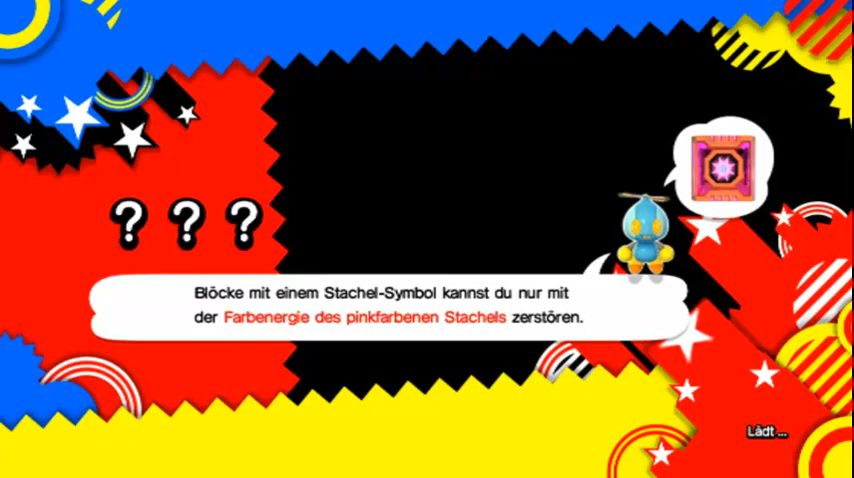 ? ? ?
Blöcke mit einem Stachel-Symbol kannst du nur mit
der Farbenergie des pinkfarbenen Stachels zerstören.
Lädt ...